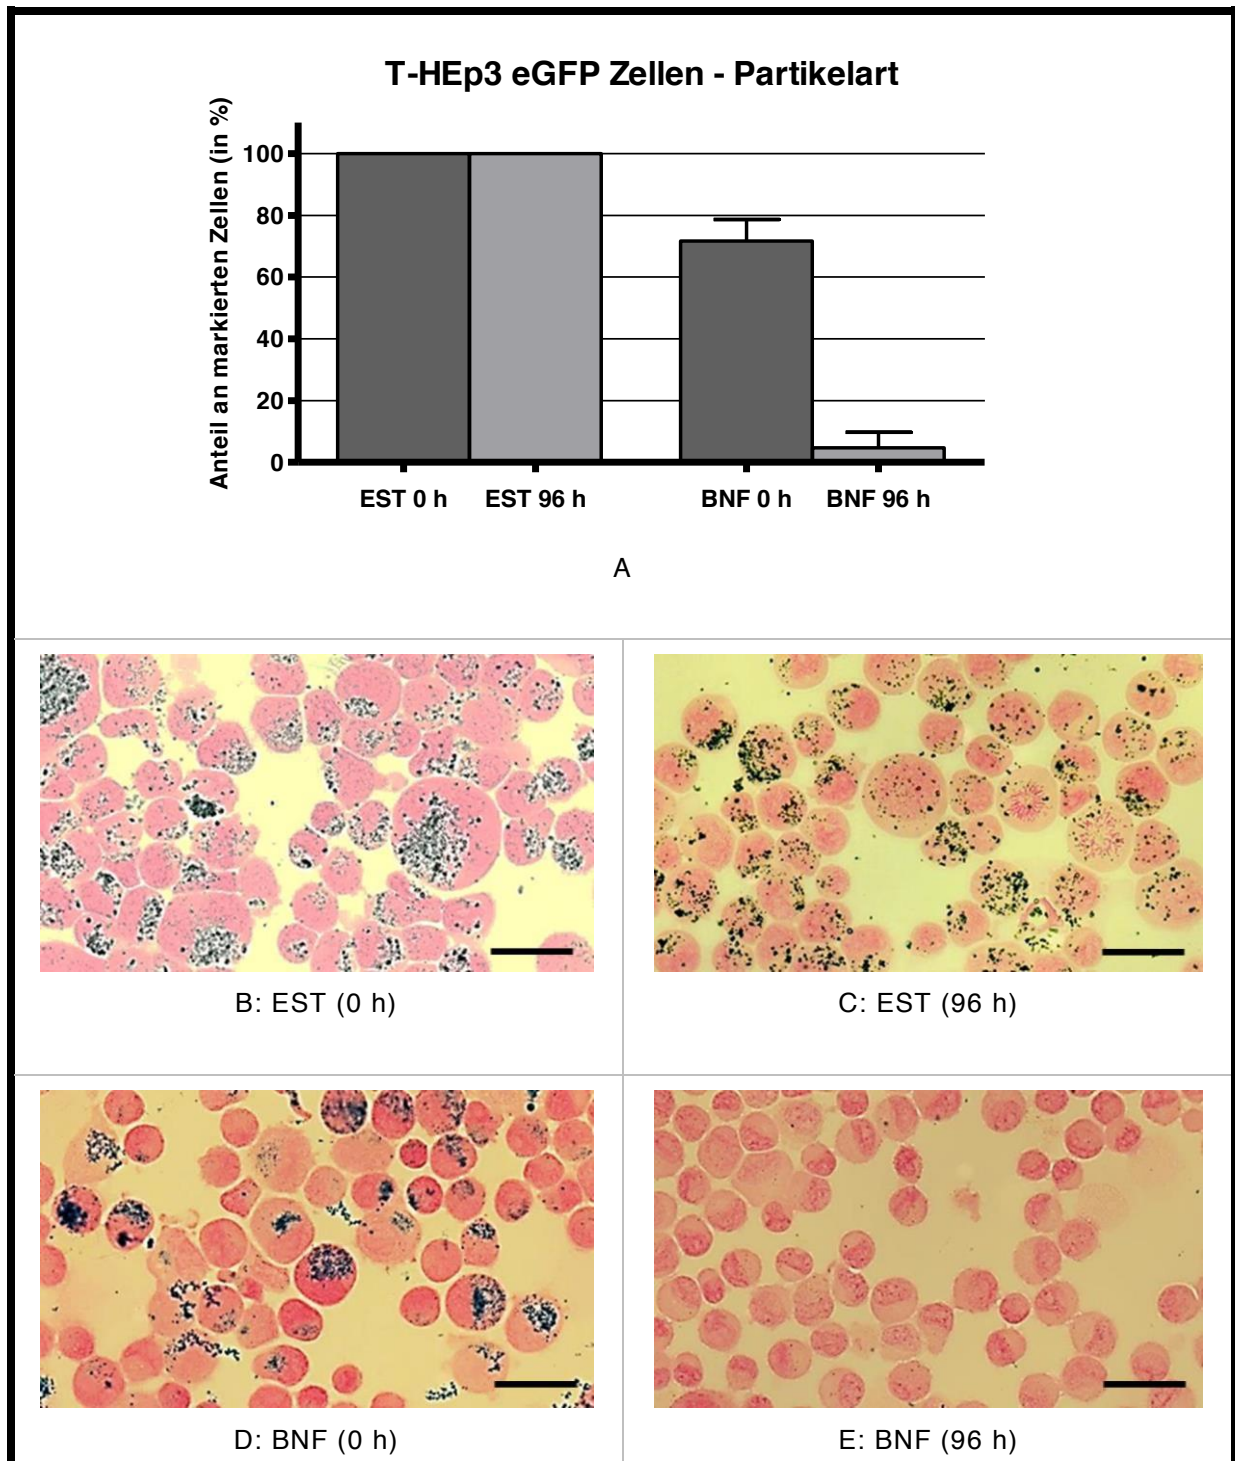 T-HEp3 eGFP Zellen - Partikelart
Anteil an markierten Zellen (in %)
100
80
60
40
20
0
EST 0 h EST 96 h BNF 0 h BNF 96 h
A
B: EST (0 h)
C: EST (96 h)
D: BNF (0 h)
E: BNF (96 h)